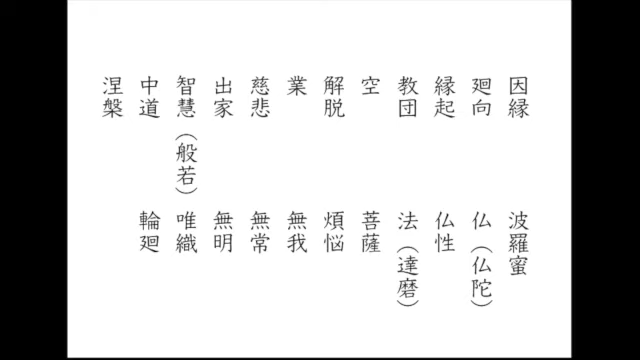 因縁
廻向
縁起
教団
空
解脱
業
慈悲
出家
智慧（般若）
中道
涅槃
波羅蜜
仏（仏陀）
仏性
法（達磨）
菩薩
煩悩
無我
無常
無明
唯織
輪廻